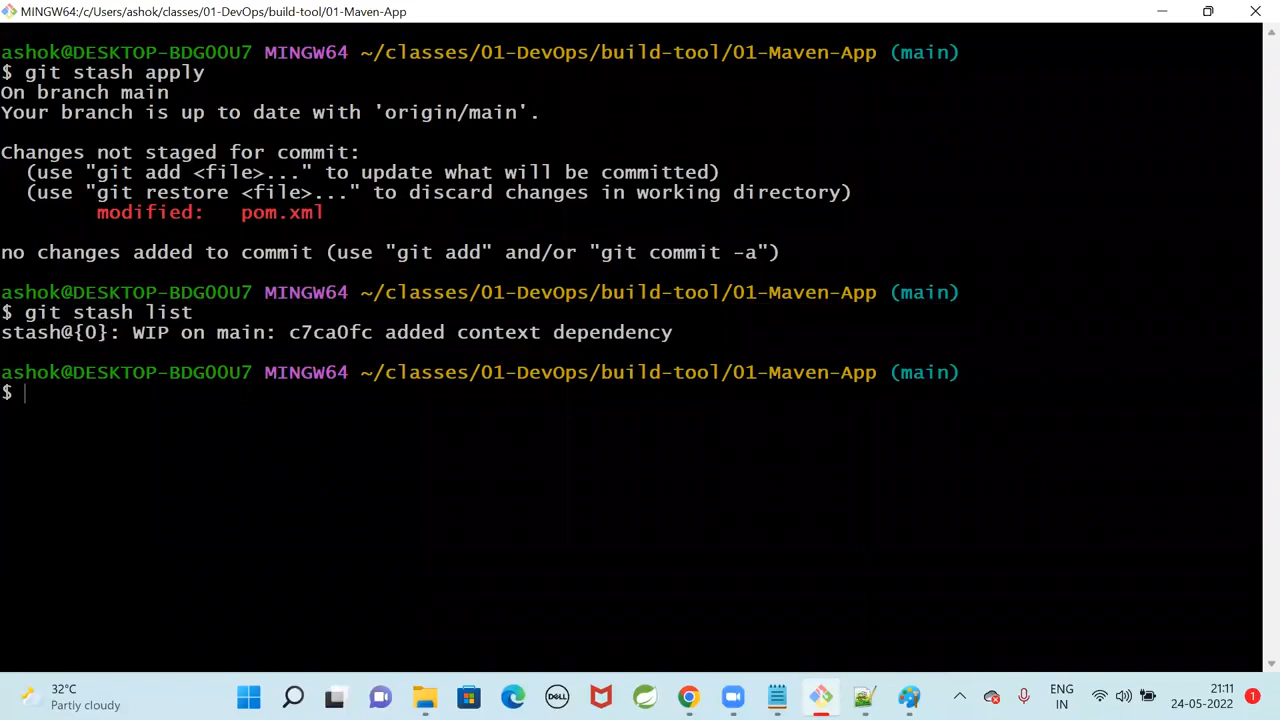 MINGW64:/c/Users/ashok/classes/01-DevOps/build-tool/01-Maven-App
ashok@DESKTOP-BDG0OU7 MINGW64 ~/classes/01-DevOps/build-tool/01-Maven-App (main)
$ git stash apply
On branch main
Your branch is up to date with 'origin/main'.
Changes not staged for commit:
(use "git add <file>..." to update what will be committed)
(use "git restore <file>..." to discard changes in working directory)
modified: pom.xml
no changes added to commit (use "git add" and/or "git commit -a")
ashok@DESKTOP-BDG0OU7 MINGW64 ~/classes/01-DevOps/build-tool/01-Maven-App (main)
$ git stash list
stash@{0}: WIP on main: c7ca0fc added context dependency
ashok@DESKTOP-BDG0OU7 MINGW64 ~/classes/01-DevOps/build-tool/01-Maven-App (main)
$
32°C
Partly cloudy
DELL
ENG
IN
21:11
24-05-2022
1